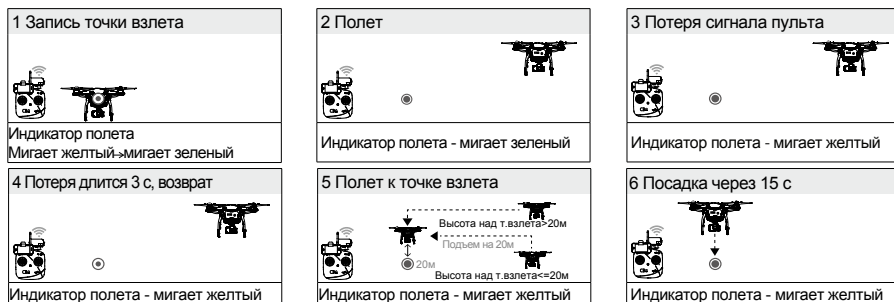 1 Запись точки взлета
Индикатор полета
Мигает желтый→мигает зеленый
2 Полет
Индикатор полета - мигает зеленый
3 Потеря сигнала пульта
Индикатор полета - мигает желтый
4 Потеря длится 3 с, возврат
Индикатор полета - мигает желтый
5 Полет к точке взлета
Высота над т.взлета>20м
Подъем на 20м
20м
Высота над т.взлета<=20м
Индикатор полета - мигает желтый
6 Посадка через 15 с
Индикатор полета - мигает желтый